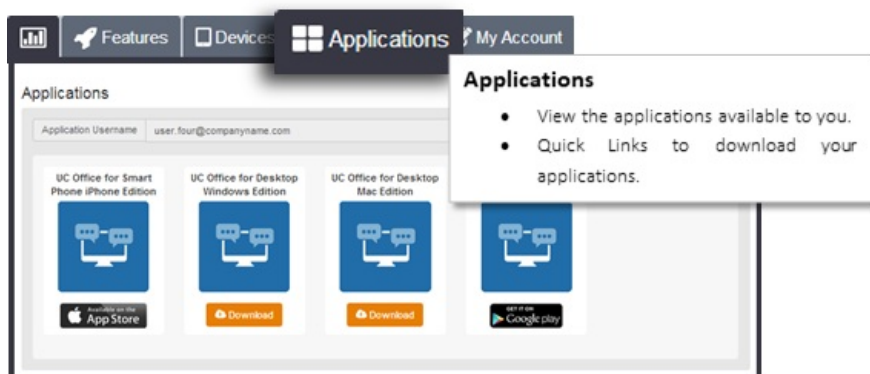 Features
Devices
Applications
My Account
Applications
Application Username user.four@companyname.com
UC Office for Smart
Phone iPhone Edition
UC Office for Desktop
Windows Edition
UC Office for Desktop
Mac Edition
Available on the
App Store
Download
Download
GET IT ON
Google play
Applications
• View the applications available to you.
• Quick Links to download your
applications.